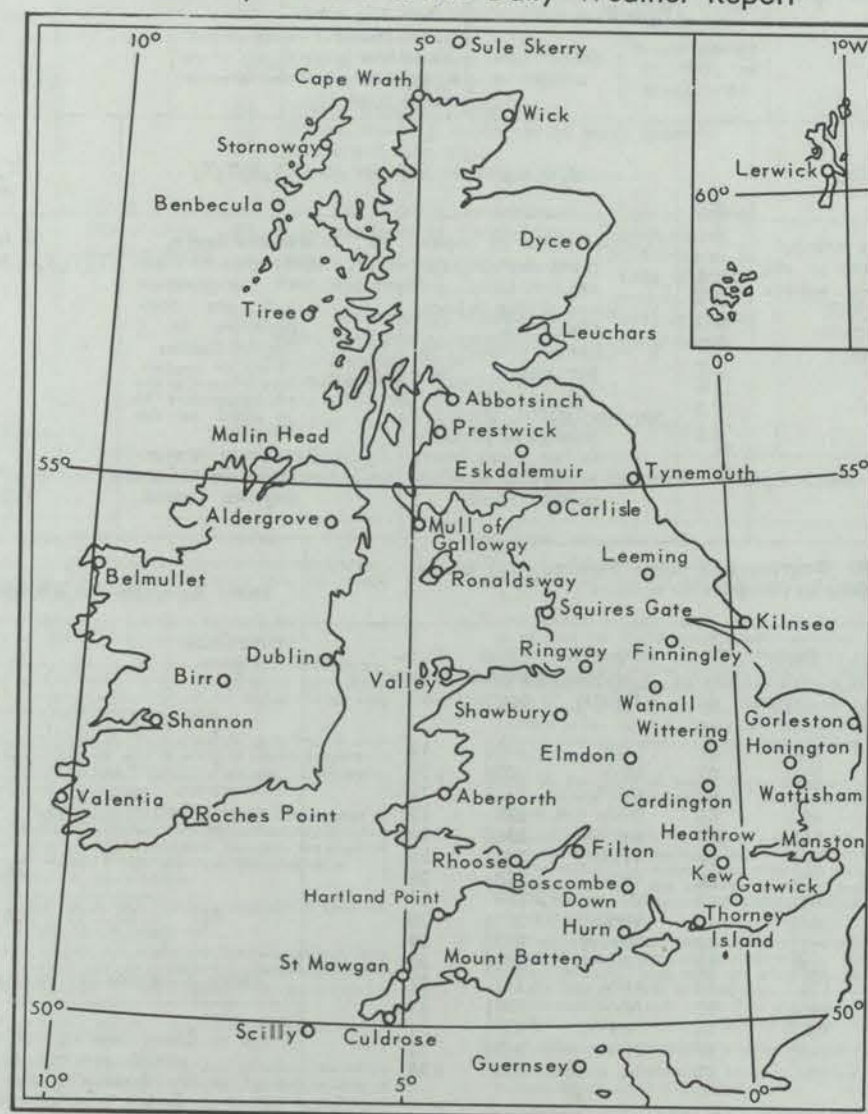 Daily Weather Report
10° 5° 1°W
Sule Skerry
Cape Wrath
Wick
Stornoway
Lerwick
60°
Benbecula
Dyce
Tiree
Leuchars
0°
Abbotsinch
Prestwick
Malin Head
Eskdalemuir
Tynemouth
55° 55°
Aldergrove
Carlisle
Mull of
Galloway
Leeming
Belmullet
Ronaldsway
Squires Gate
Kilnsea
Dublin
Ringway
Finningley
Birr
Valley
Watnall
Shannon
Shawbury
Wittering
Gorleston
Elmdon
Honington
Valentia
Aberporth
Cardington
Wattisham
Roches Point
Heathrow
Manston
Rhoose
Filton
Kew
Boscombe
Down
Gatwick
Hartland Point
Hurn
Thorney
Island
St Mawgan
Mount Batten
50° 50°
Scilly
Culdrose
Guernsey
10° 5° 0°